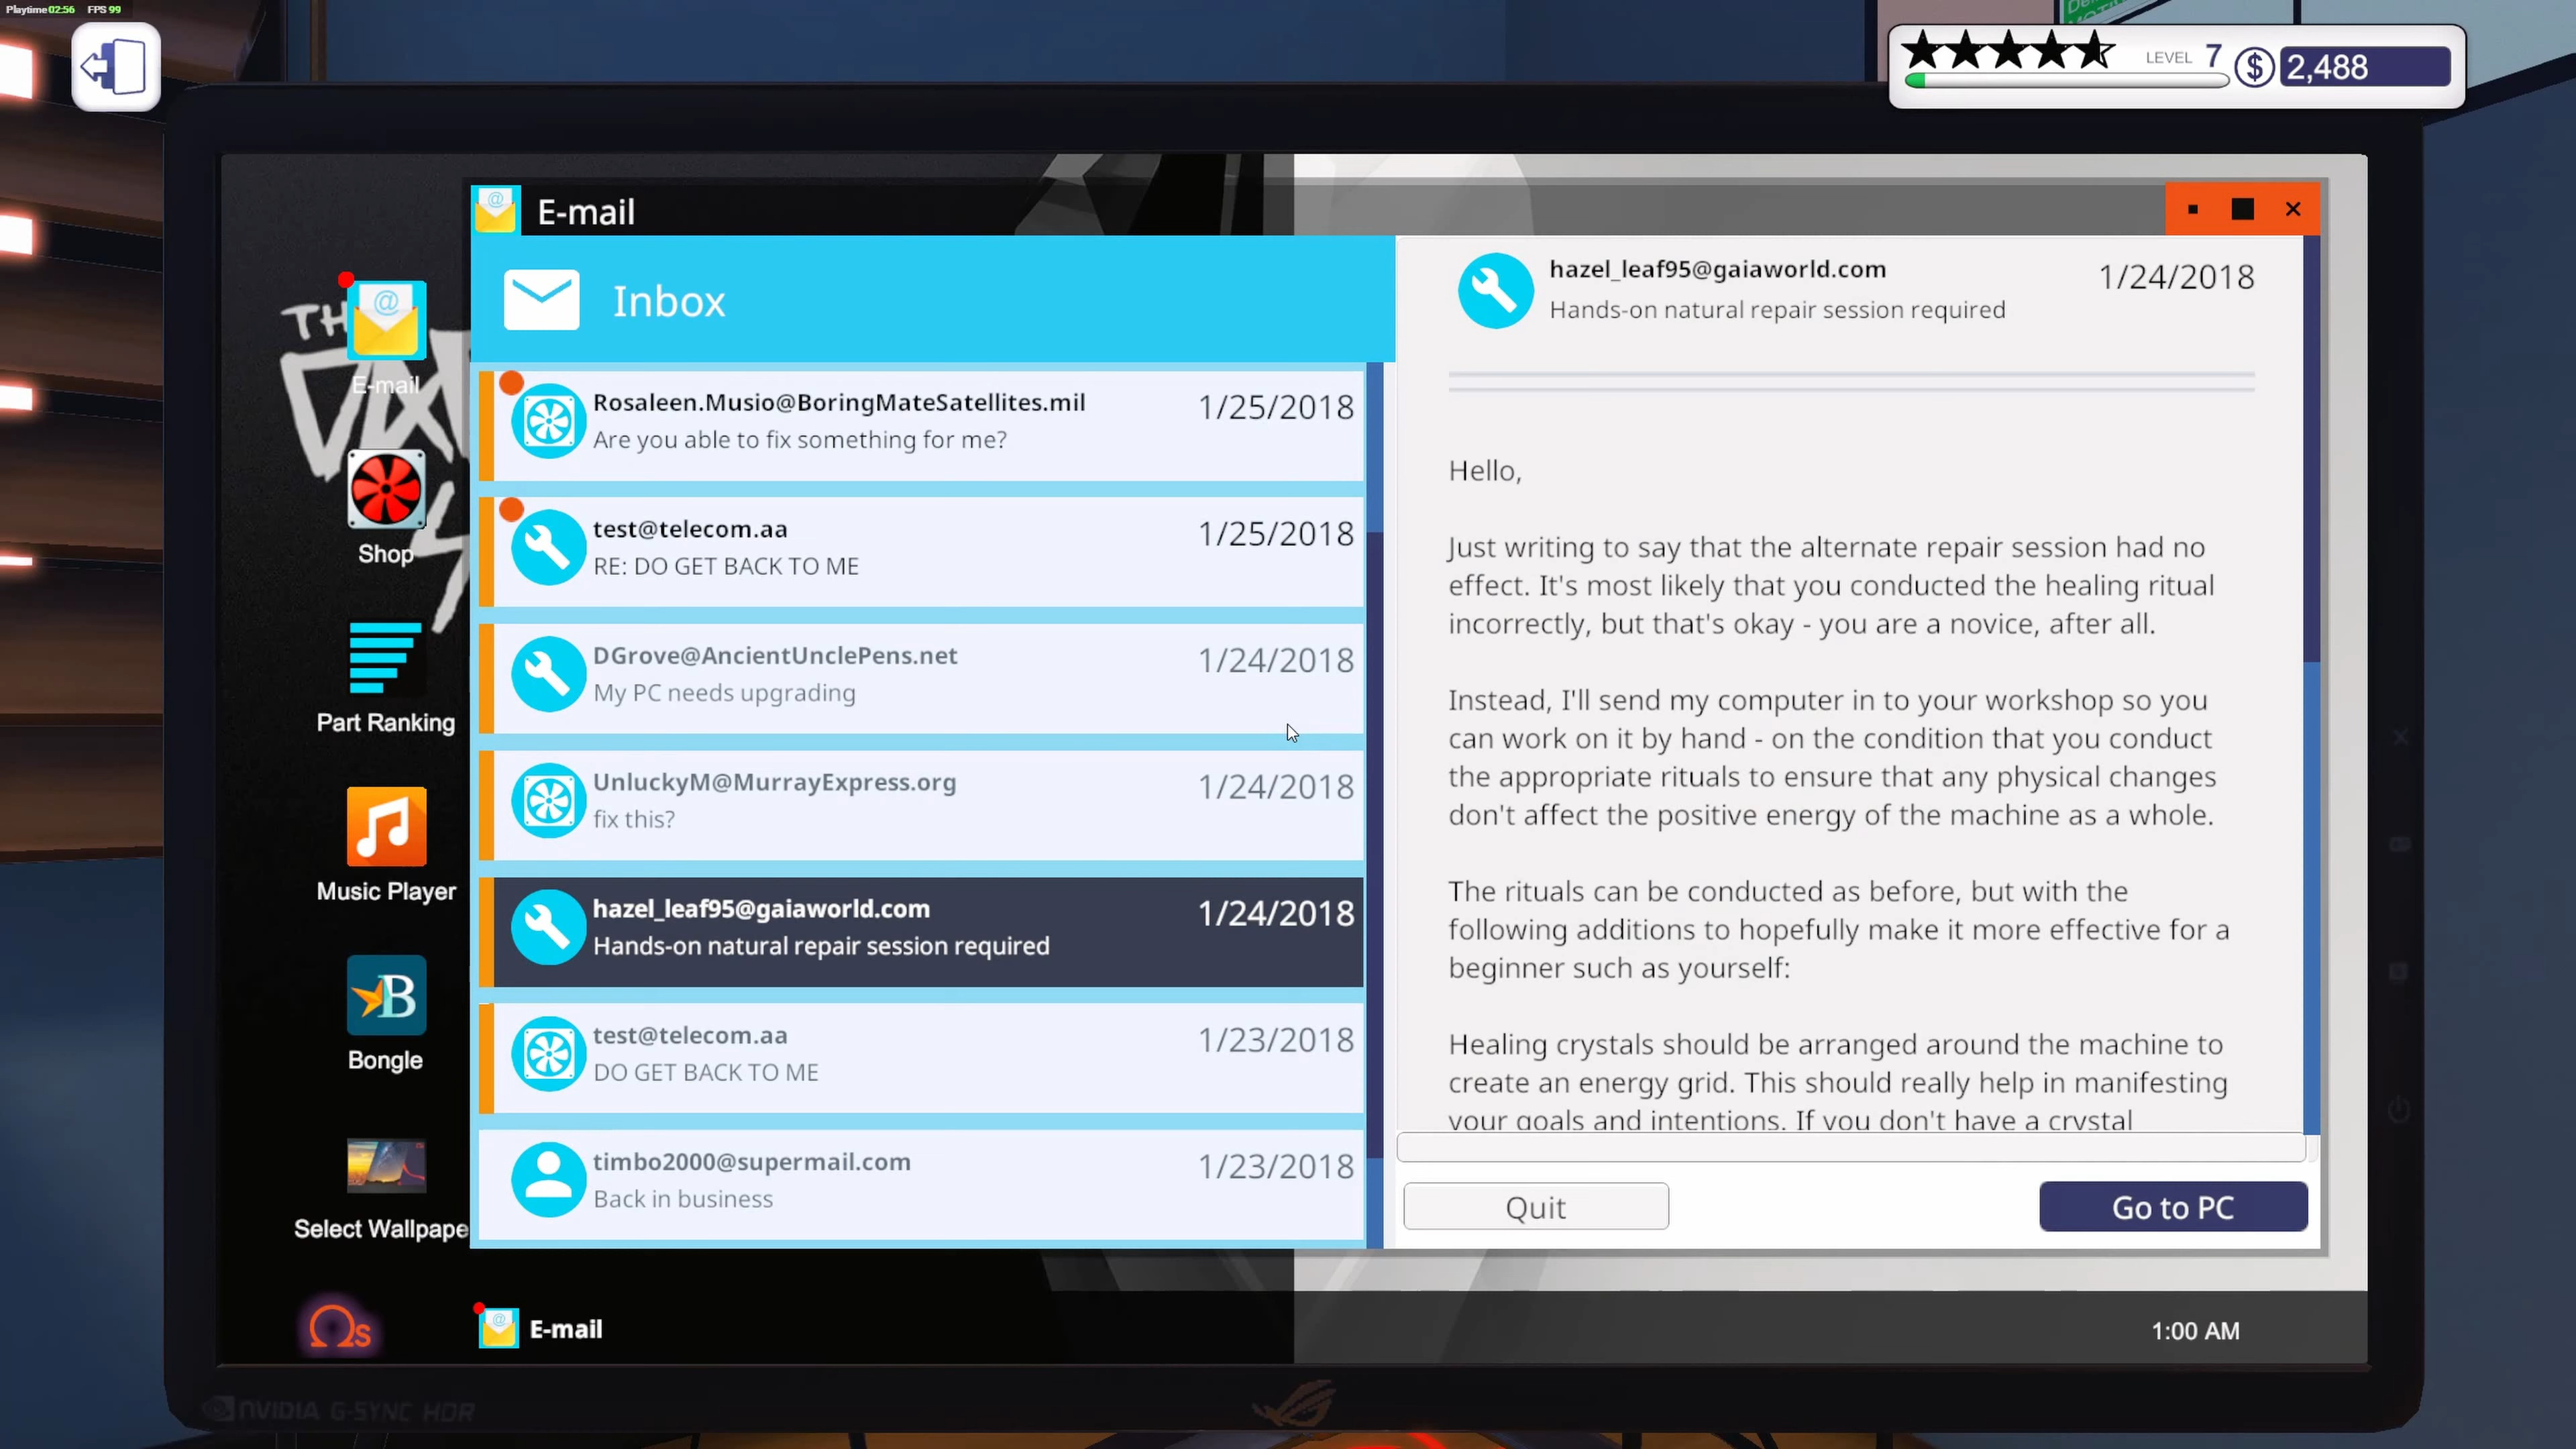 Playtime 02:56 FPS 99
LEVEL 7
$ 2,488
E-mail
Inbox
Rosaleen.Musio@BoringMateSatellites.mil
1/25/2018
Are you able to fix something for me?
test@telecom.aa
1/25/2018
RE: DO GET BACK TO ME
DGrove@AncientUnclePens.net
1/24/2018
My PC needs upgrading
UnluckyM@MurrayExpress.org
1/24/2018
fix this?
hazel_leaf95@gaiaworld.com
1/24/2018
Hands-on natural repair session required
test@telecom.aa
1/23/2018
DO GET BACK TO ME
timbo2000@supermail.com
1/23/2018
Back in business
hazel_leaf95@gaiaworld.com
1/24/2018
Hands-on natural repair session required
Hello,
Just writing to say that the alternate repair session had no
effect. It's most likely that you conducted the healing ritual
incorrectly, but that's okay - you are a novice, after all.
Instead, I'll send my computer in to your workshop so you
can work on it by hand - on the condition that you conduct
the appropriate rituals to ensure that any physical changes
don't affect the positive energy of the machine as a whole.
The rituals can be conducted as before, but with the
following additions to hopefully make it more effective for a
beginner such as yourself:
Healing crystals should be arranged around the machine to
create an energy grid. This should really help in manifesting
your goals and intentions. If you don't have a crystal
Quit
Go to PC
E-mail
Shop
Part Ranking
Music Player
B
Bongle
Select Wallpape
Ωs
E-mail
1:00 AM
NVIDIA G-SYNC HDR